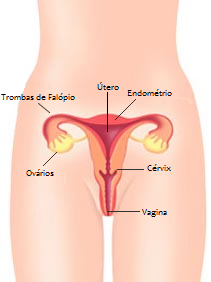 Útero
Endométrio
Trombas de Falópio
Ovários
Cérvix
Vagina